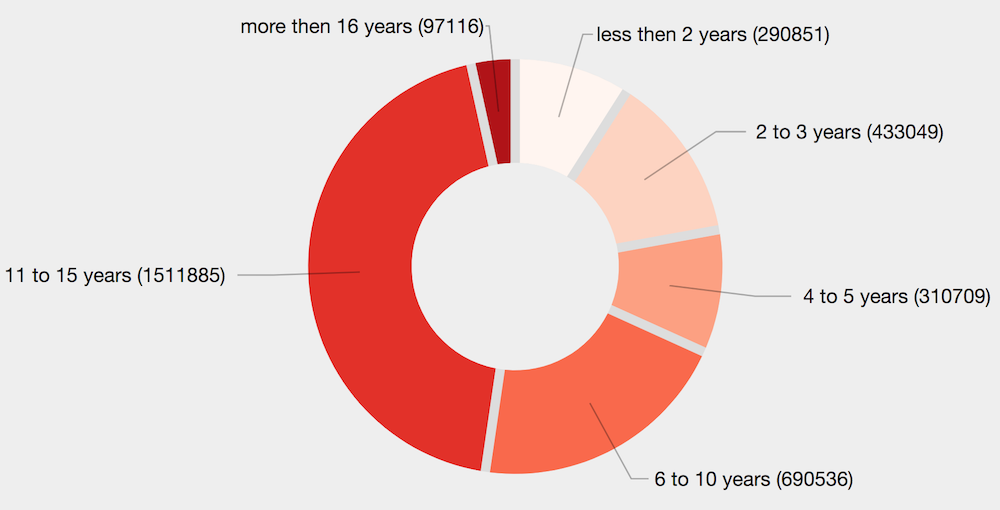 more then 16 years (97116)
less then 2 years (290851)
2 to 3 years (433049)
11 to 15 years (1511885)
4 to 5 years (310709)
6 to 10 years (690536)